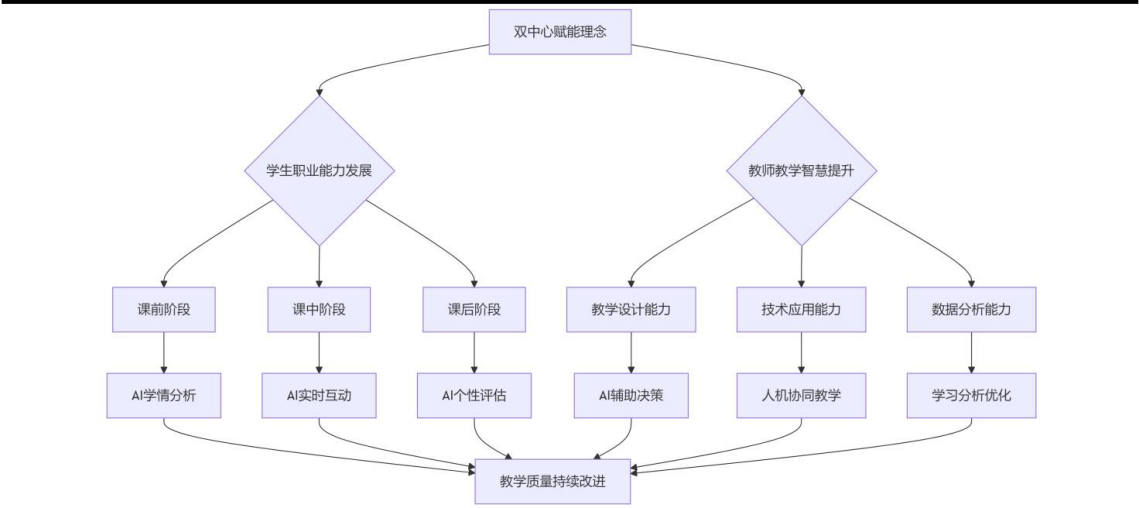 双中心赋能理念
学生职业能力发展
教师教学智慧提升
课前阶段
课中阶段
课后阶段
教学设计能力
技术应用能力
数据分析能力
AI学情分析
AI实时互动
AI个性评估
AI辅助决策
人机协同教学
学习分析优化
教学质量持续改进